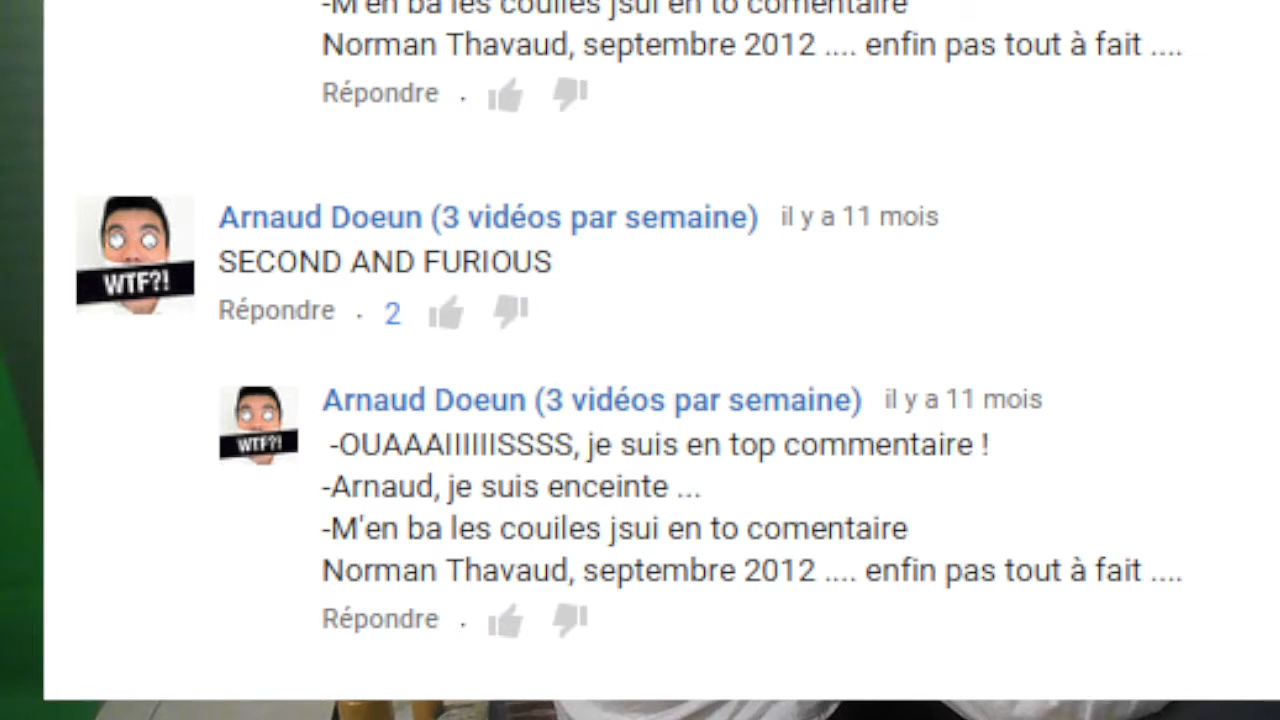 -M'en ba les couiles jsui en to comentaire
Norman Thavaud, septembre 2012 .... enfin pas tout à fait ....
Répondre .
Arnaud Doeun (3 vidéos par semaine) il y a 11 mois
SECOND AND FURIOUS
WTF?!
Répondre . 2
Arnaud Doeun (3 vidéos par semaine) il y a 11 mois
-OUAAAIIIIIISSSS, je suis en top commentaire !
WTF?!
-Arnaud, je suis enceinte ...
-M'en ba les couiles jsui en to comentaire
Norman Thavaud, septembre 2012 .... enfin pas tout à fait ....
Répondre .